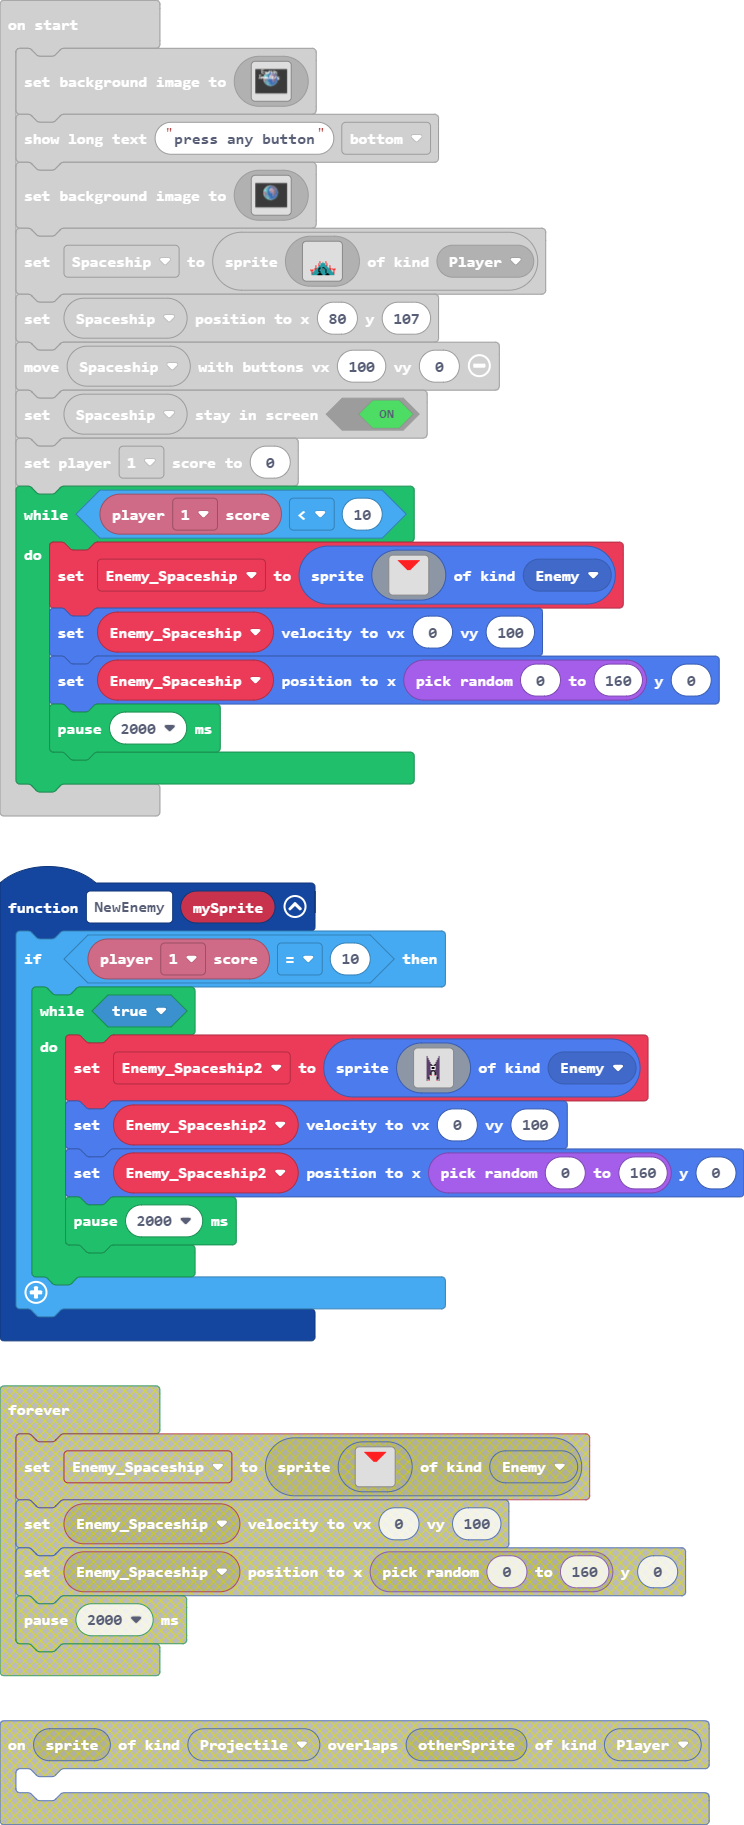 on start
set background image to
show long text "press any button" bottom
set background image to
set Spaceship to sprite of kind Player
set Spaceship position to x 80 y 107
move Spaceship with buttons vx 100 vy 0
set Spaceship stay in screen ON
set player 1 score to 0
while player 1 score < 10
do
set Enemy_Spaceship to sprite of kind Enemy
set Enemy_Spaceship velocity to vx 0 vy 100
set Enemy_Spaceship position to x pick random 0 to 160 y 0
pause 2000 ms
function NewEnemy mySprite
if player 1 score = 10 then
while true
do
set Enemy_Spaceship2 to sprite of kind Enemy
set Enemy_Spaceship2 velocity to vx 0 vy 100
set Enemy_Spaceship2 position to x pick random 0 to 160 y 0
pause 2000 ms
forever
set Enemy_Spaceship to sprite of kind Enemy
set Enemy_Spaceship velocity to vx 0 vy 100
set Enemy_Spaceship position to x pick random 0 to 160 y 0
pause 2000 ms
on sprite of kind Projectile overlaps otherSprite of kind Player